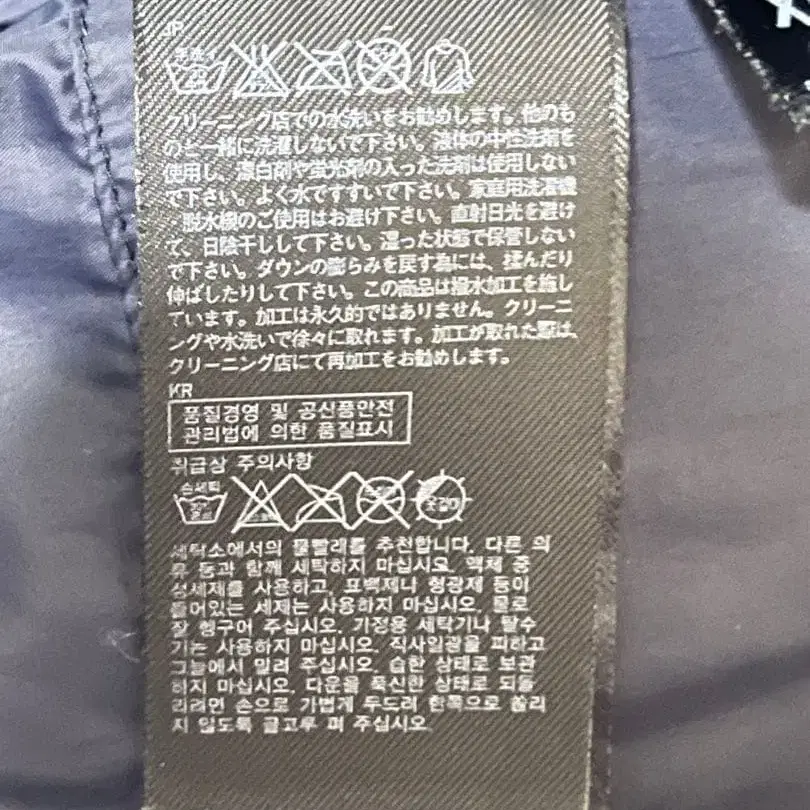 JP
手洗イ
クリーニング店での水洗いをお勧めします。他のも
のと一緒に洗濯しないで下さい。液体の中性洗剤を
使用し、漂白剤や蛍光剤の入った洗剤は使用しない
で下さい。よく水ですすいで下さい。家庭用洗濯機
・脱水機のご使用はお避け下さい。直射日光を避け
て、日陰干しして下さい。湿った状態で保管しない
で下さい。ダウンの膨らみを戻す為には、揉んだり
伸ばしたりして下さい。この商品は撥水加工を施し
ています。加工は永久的ではありません。クリーニ
ングや水洗いで徐々に取れます。加工が取れた際は、
クリーニング店にて再加工をお勧めします。
KR
품질경영 및 공신품안전
관리법에 의한 품질표시
취급상 주의사항
손세탁
옷걸이
세탁소에서의 물빨래를 추천합니다. 다른 의
류 등과 함께 세탁하지 마십시오. 액체 중
성세제를 사용하고, 표백제나 형광제 등이
들어있는 세제는 사용하지 마십시오. 물로
잘 헹구어 주십시오. 가정용 세탁기나 탈수
기는 사용하지 마십시오. 직사일광을 피하고
그늘에서 말려 주십시오. 습한 상태로 보관
하지 마십시오. 다운을 푹신한 상태로 되돌
리려면 손으로 가볍게 두드려 한쪽으로 쏠리
지 않도록 골고루 펴 주십시오.